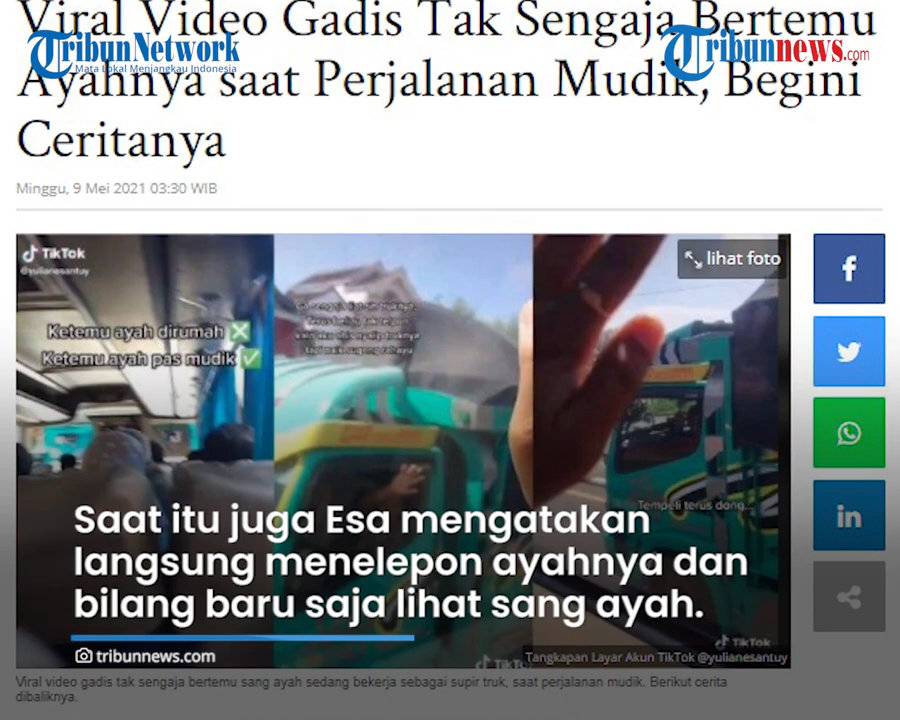 Viral Video Gadis Tak Sengaja Bertemu
Tribun Network
Mata Lokal Menjangkau Indonesia
Tribunnews.com
Ayahnya saat Perjalanan Mudik, Begini
Ceritanya
Minggu, 9 Mei 2021 03:30 WIB
TikTok
@yulianesantuy
lihat foto
Ketemu ayah dirumah ❎
Ketemu ayah pas mudik ✅
Tempeli terus dong...
Saat itu juga Esa mengatakan
langsung menelepon ayahnya dan
bilang baru saja lihat sang ayah.
tribunnews.com
TikTok
TikTok
Tangkapan Layar Akun TikTok @yulianesantuy
Viral video gadis tak sengaja bertemu sang ayah sedang bekerja sebagai supir truk, saat perjalanan mudik. Berikut cerita
dibaliknya.